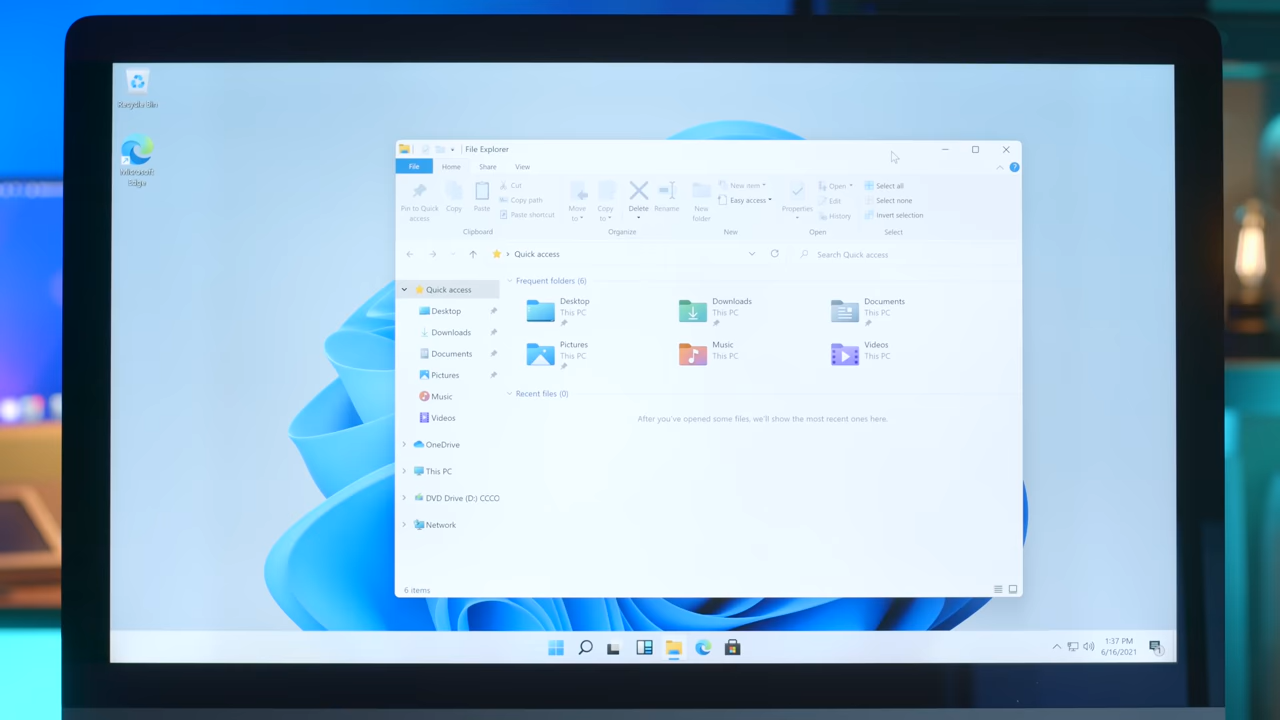 Recycle Bin
Microsoft
Edge
File Explorer
File
Home
Share
View
Pin to Quick
access
Copy
Paste
Cut
Copy path
Paste shortcut
Clipboard
Move
to
Copy
to
Delete
Rename
Organize
New
folder
New item
Easy access
New
Properties
Open
Edit
History
Open
Select all
Select none
Invert selection
Select
Quick access
Search Quick access
Quick access
Desktop
Downloads
Documents
Pictures
Music
Videos
OneDrive
This PC
DVD Drive (D:) CCCO
Network
Frequent folders (6)
Desktop
This PC
Downloads
This PC
Documents
This PC
Pictures
This PC
Music
This PC
Videos
This PC
Recent files (0)
After you've opened some files, we'll show the most recent ones here.
6 items
1:37 PM
6/16/2021
1